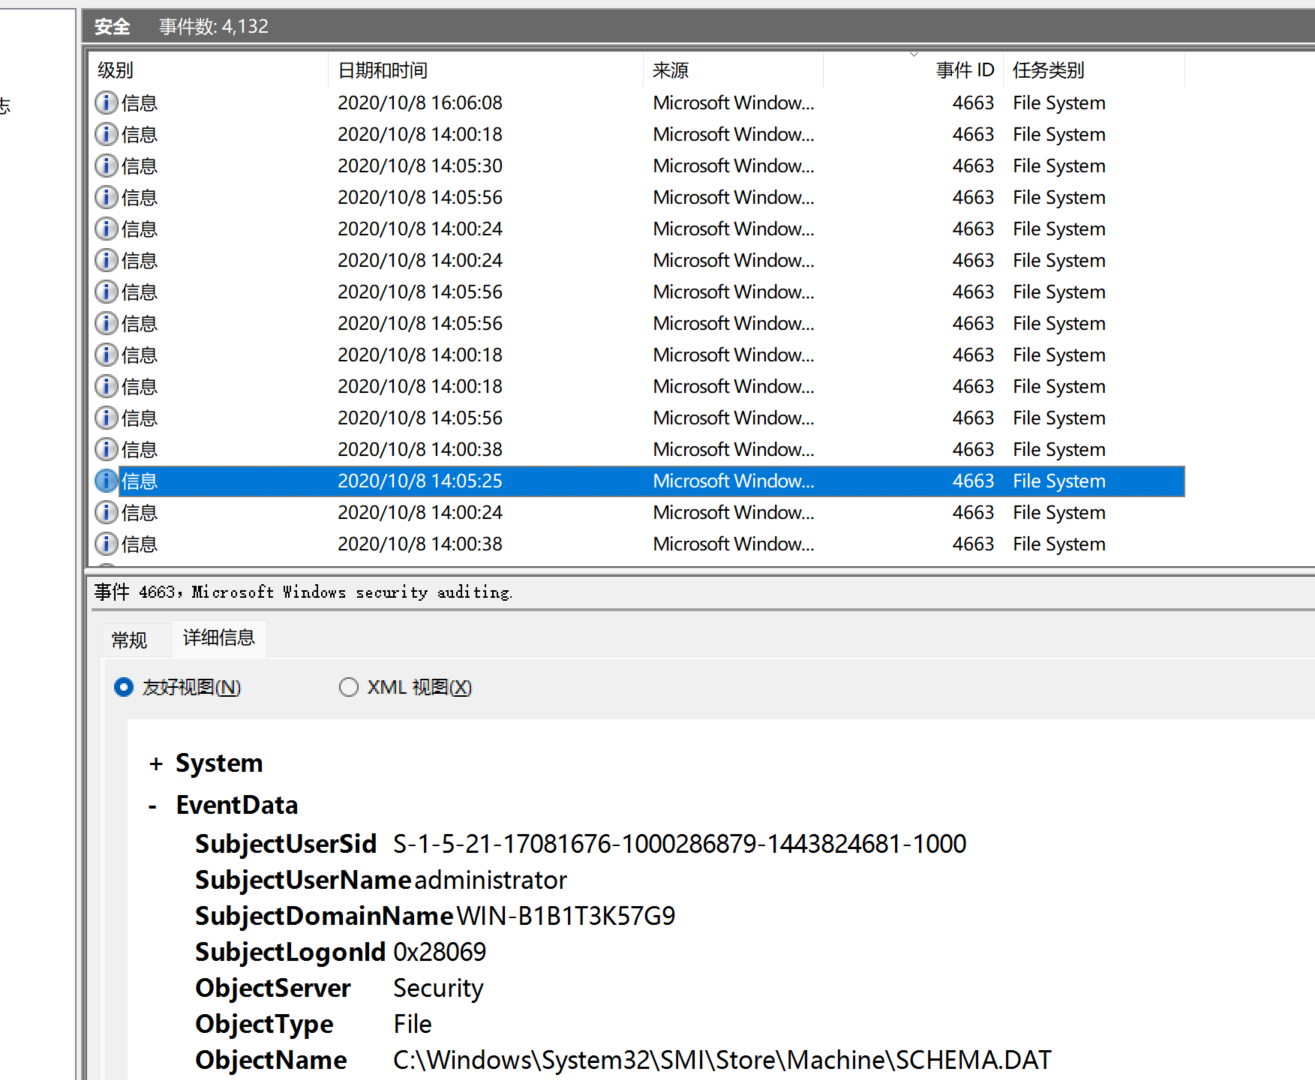 安全 事件数: 4,132
志
级别 日期和时间 来源 事件 ID 任务类别
信息 2020/10/8 16:06:08 Microsoft Window... 4663 File System
信息 2020/10/8 14:00:18 Microsoft Window... 4663 File System
信息 2020/10/8 14:05:30 Microsoft Window... 4663 File System
信息 2020/10/8 14:05:56 Microsoft Window... 4663 File System
信息 2020/10/8 14:00:24 Microsoft Window... 4663 File System
信息 2020/10/8 14:00:24 Microsoft Window... 4663 File System
信息 2020/10/8 14:05:56 Microsoft Window... 4663 File System
信息 2020/10/8 14:05:56 Microsoft Window... 4663 File System
信息 2020/10/8 14:00:18 Microsoft Window... 4663 File System
信息 2020/10/8 14:00:18 Microsoft Window... 4663 File System
信息 2020/10/8 14:05:56 Microsoft Window... 4663 File System
信息 2020/10/8 14:00:38 Microsoft Window... 4663 File System
信息 2020/10/8 14:05:25 Microsoft Window... 4663 File System
信息 2020/10/8 14:00:24 Microsoft Window... 4663 File System
信息 2020/10/8 14:00:38 Microsoft Window... 4663 File System
事件 4663，Microsoft Windows security auditing.
常规 详细信息
友好视图(N) XML 视图(X)
+ System
- EventData
SubjectUserSid S-1-5-21-17081676-1000286879-1443824681-1000
SubjectUserName administrator
SubjectDomainName WIN-B1B1T3K57G9
SubjectLogonId 0x28069
ObjectServer Security
ObjectType File
ObjectName C:\Windows\System32\SMI\Store\Machine\SCHEMA.DAT